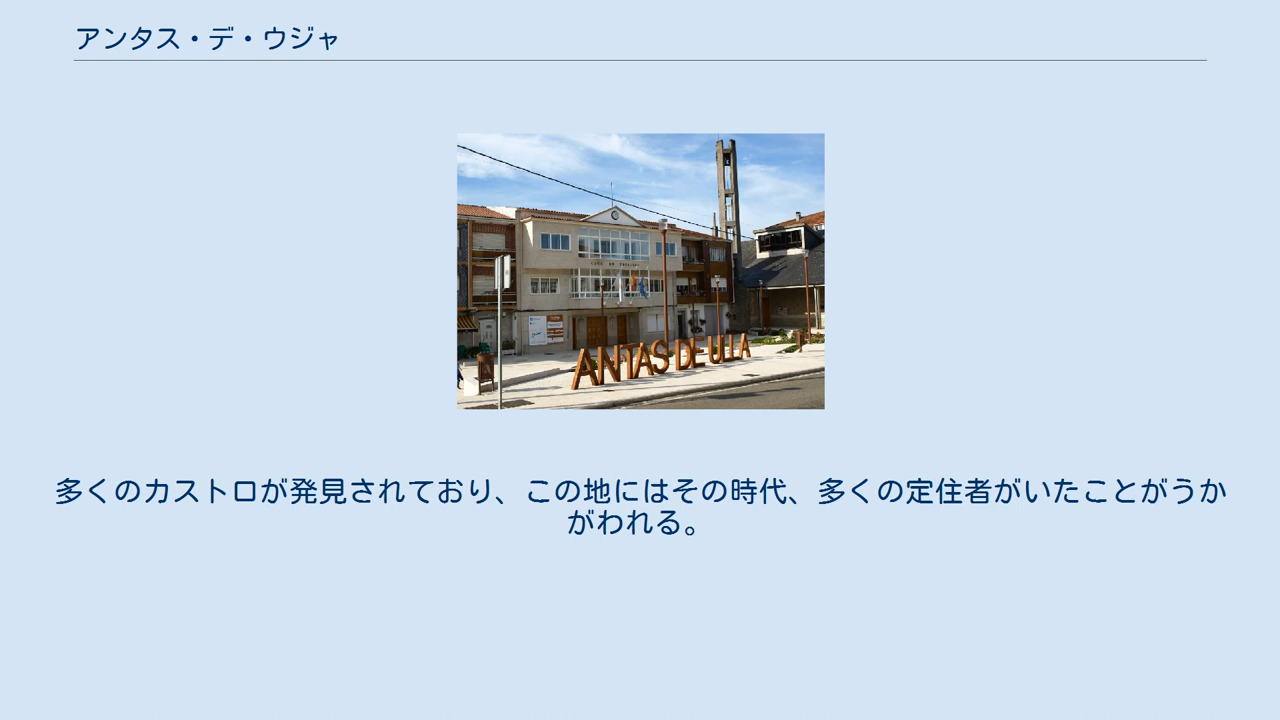 アンタス・デ・ウジャ
ANTAS DE ULLA
多くのカストロが発見されており、この地にはその時代、多くの定住者がいたことがうか
がわれる。